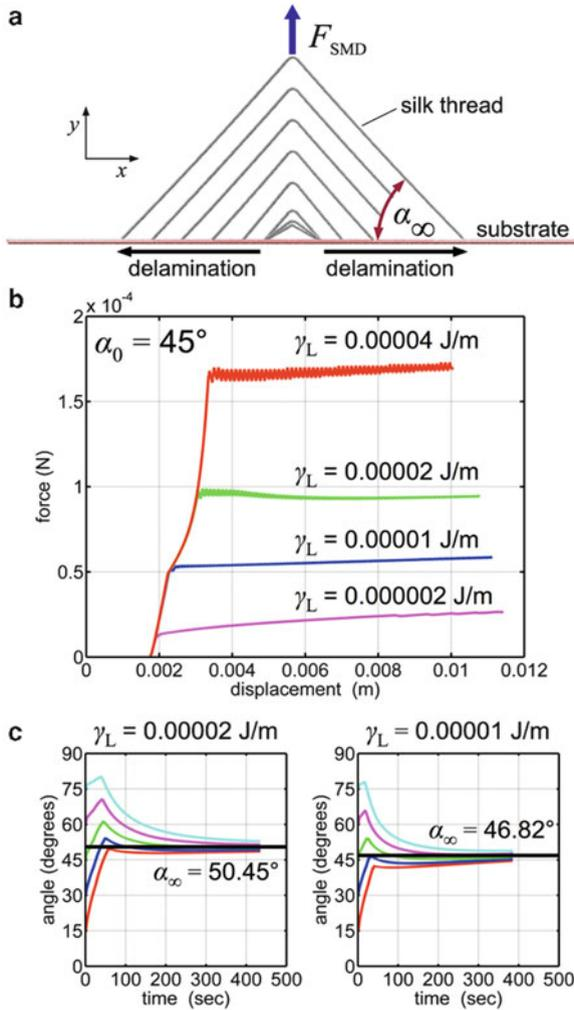 a
F_SMD
silk thread
y
x
α∞
substrate
delamination
delamination
b
2 x 10^-4
α0 = 45°
γL = 0.00004 J/m
1.5
γL = 0.00002 J/m
1
γL = 0.00001 J/m
0.5
γL = 0.000002 J/m
0
force (N)
0 0.002 0.004 0.006 0.008 0.01 0.012
displacement (m)
c
γL = 0.00002 J/m
90
75
60
45
30
15
0
angle (degrees)
α∞ = 50.45°
0 100 200 300 400 500
time (sec)
γL = 0.00001 J/m
90
75
60
45
30
15
0
angle (degrees)
α∞ = 46.82°
0 100 200 300 400 500
time (sec)